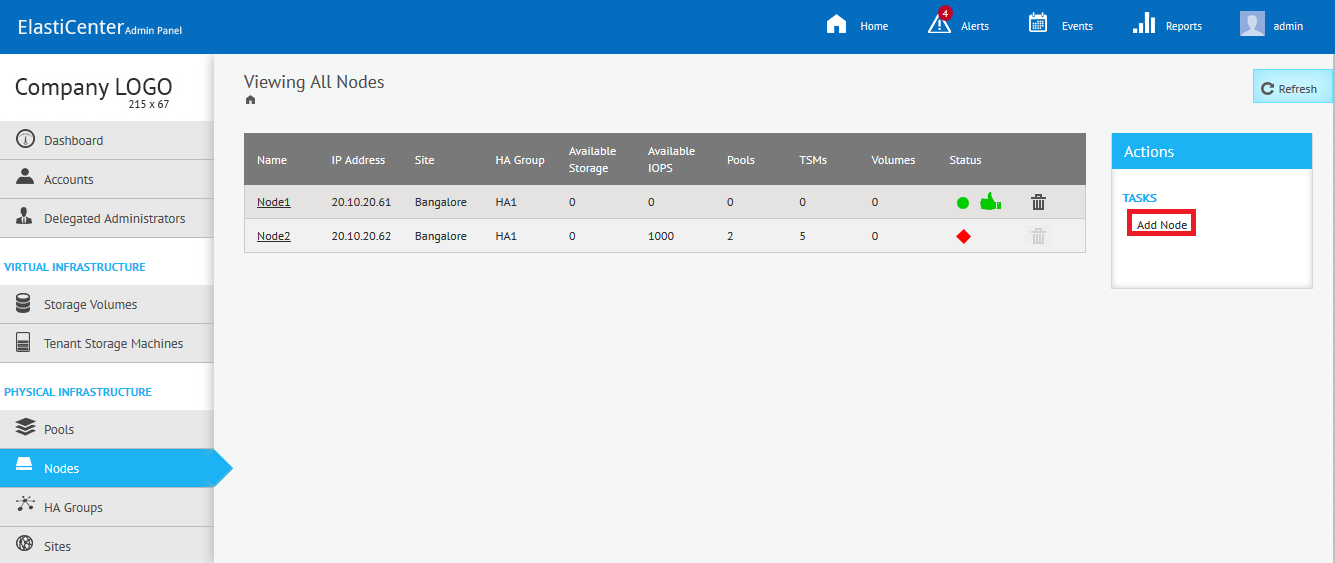 ElastiCenter Admin Panel
Home
4
Alerts
Events
Reports
admin
Company LOGO
215 x 67
Dashboard
Accounts
Delegated Administrators
VIRTUAL INFRASTRUCTURE
Storage Volumes
Tenant Storage Machines
PHYSICAL INFRASTRUCTURE
Pools
Nodes
HA Groups
Sites
Viewing All Nodes
Refresh
Name IP Address Site HA Group Available Storage Available IOPS Pools TSMs Volumes Status
Node1 20.10.20.61 Bangalore HA1 0 0 0 0 0
Node2 20.10.20.62 Bangalore HA1 0 1000 2 5 0
Actions
TASKS
Add Node